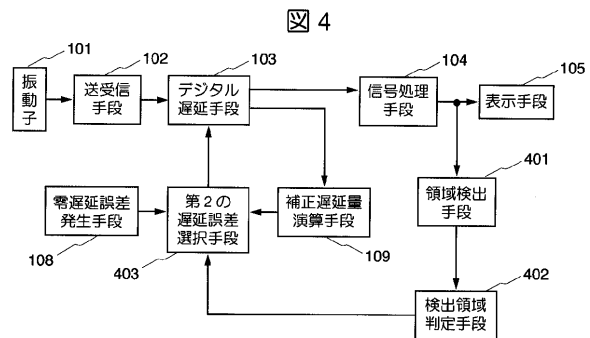 図 4
101
振動子
102
送受信
手段
103
デジタル
遅延手段
104
信号処理
手段
105
表示手段
401
領域検出
手段
零遅延誤差
発生手段
108
第2の
遅延誤差
選択手段
403
補正遅延量
演算手段
109
402
検出領域
判定手段